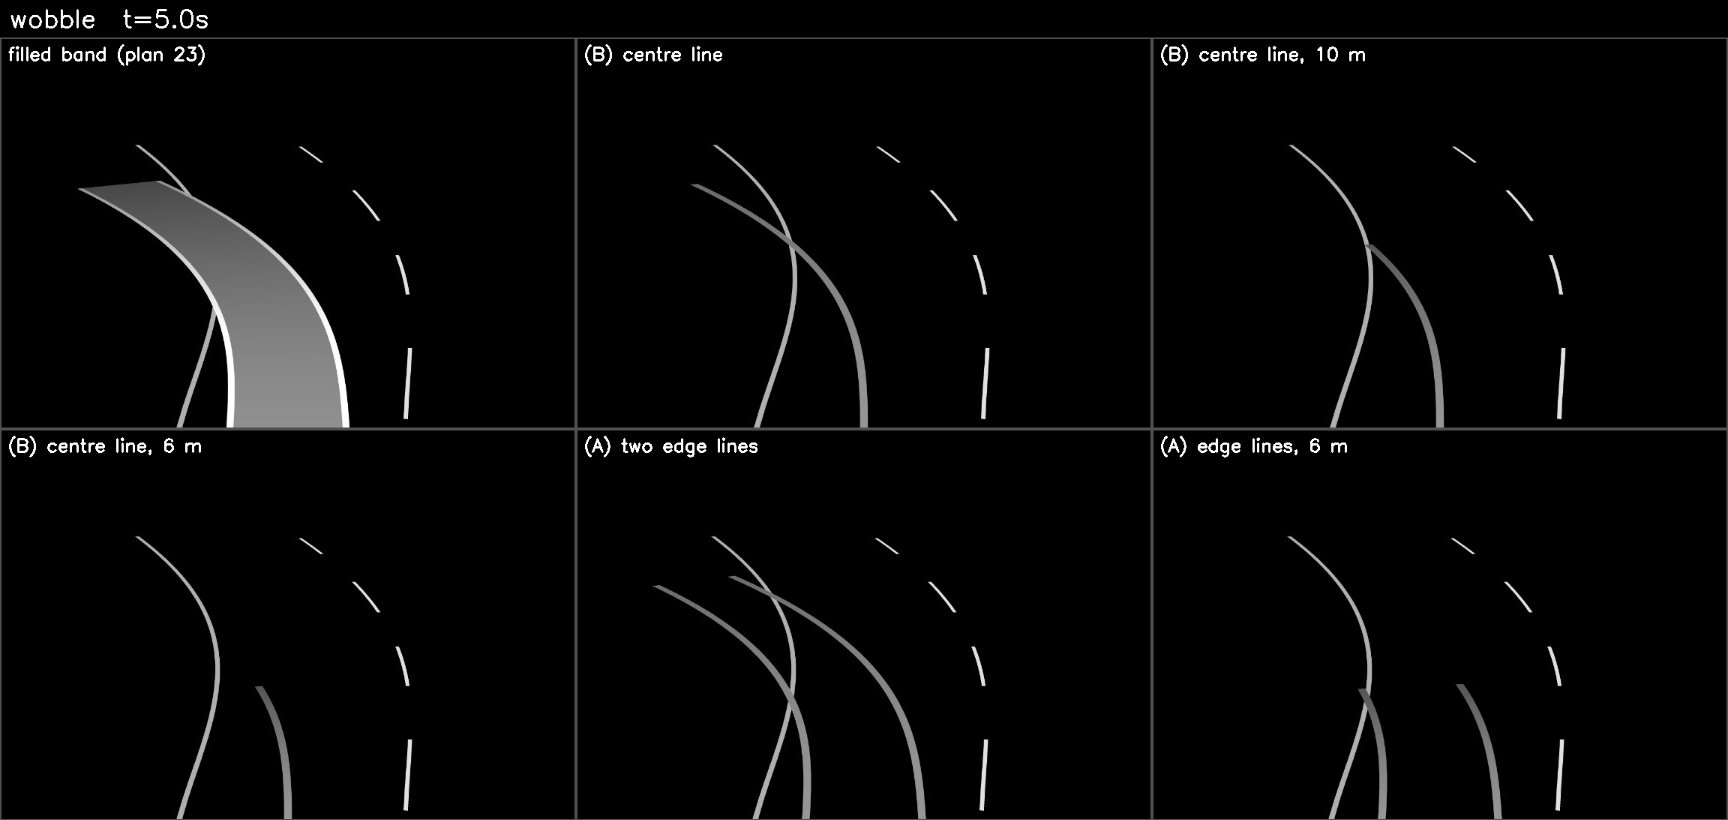 wobble t=5.0s
filled band (plan 23)
(B) centre line
(B) centre line, 10 m
(B) centre line, 6 m
(A) two edge lines
(A) edge lines, 6 m